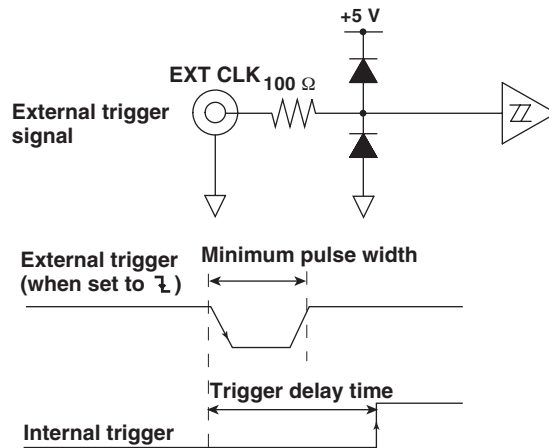 +5 V
EXT CLK
100 Ω
External trigger
signal
Minimum pulse width
External trigger
(when set to )
Trigger delay time
Internal trigger